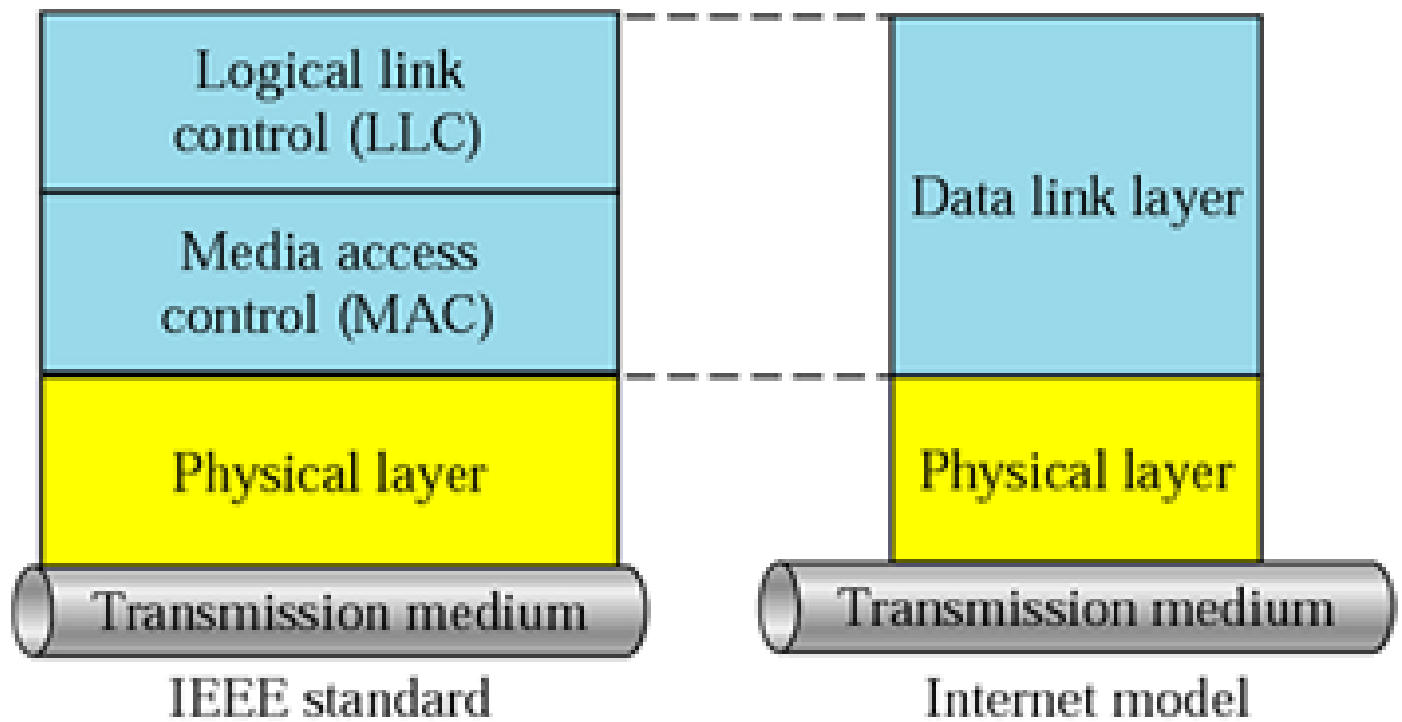 Logical link
control (LLC)
Media access
control (MAC)
Physical layer
Transmission medium
IEEE standard
Data link layer
Physical layer
Transmission medium
Internet model